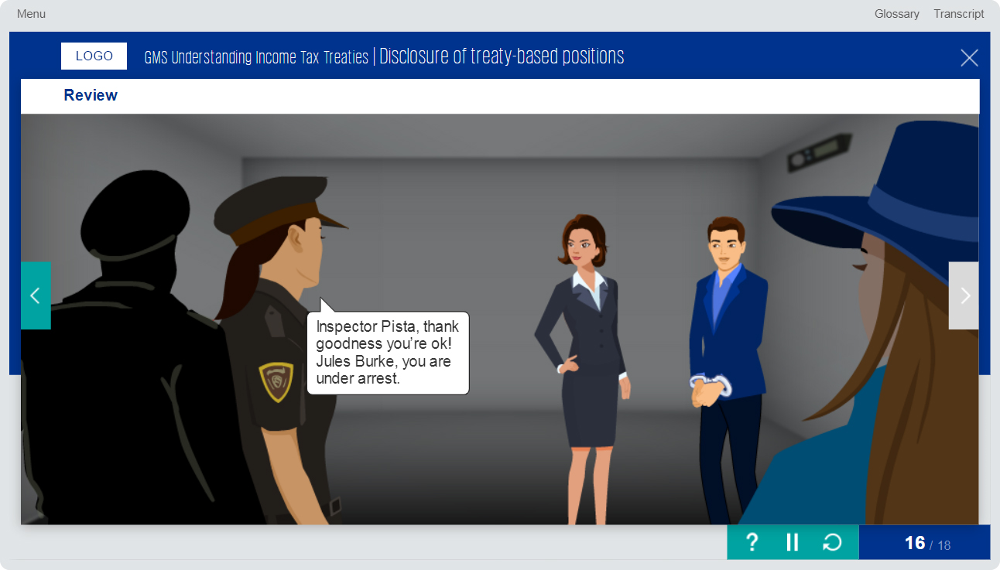 Menu
Glossary Transcript
LOGO GMS Understanding Income Tax Treaties | Disclosure of treaty-based positions
Review
Inspector Pista, thank
goodness you’re ok!
Jules Burke, you are
under arrest.
? 16 / 18